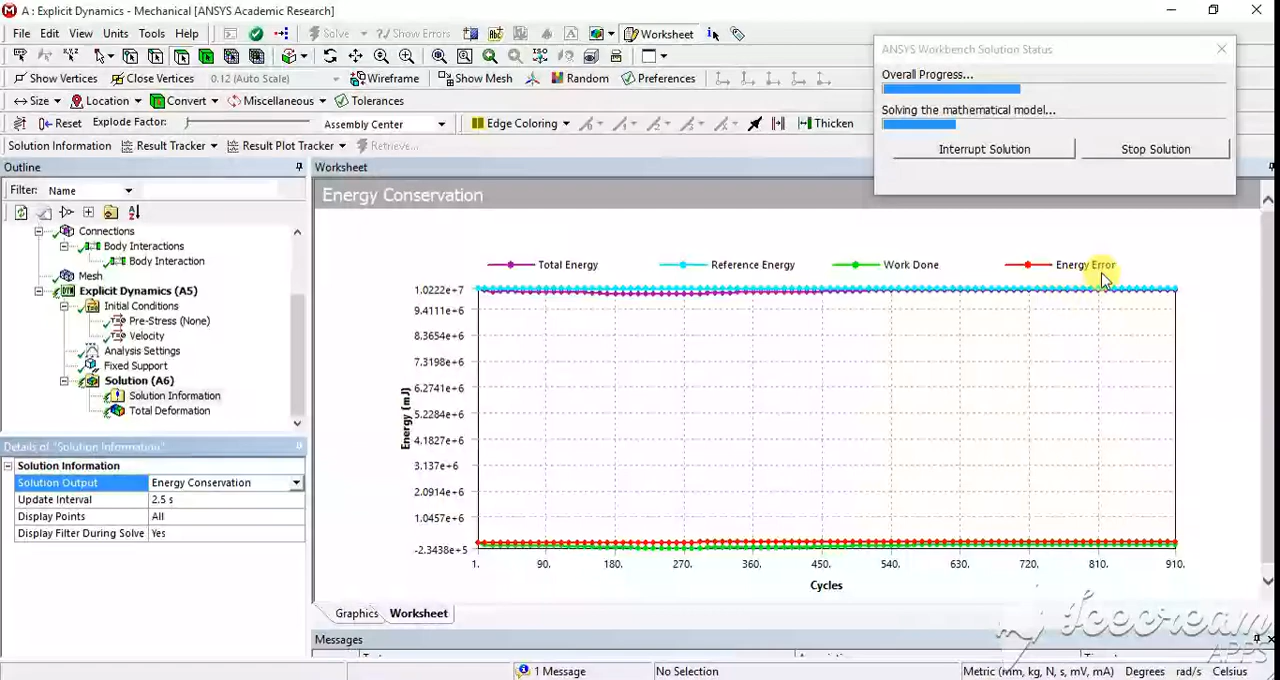 A : Explicit Dynamics - Mechanical [ANSYS Academic Research]
File Edit View Units Tools Help Solve Show Errors Worksheet
Show Vertices Close Vertices 0.12 (Auto Scale) Wireframe Show Mesh Random Preferences
Size Location Convert Miscellaneous Tolerances
Reset Explode Factor: Assembly Center Edge Coloring Thicken
Solution Information Result Tracker Result Plot Tracker Retrieve...
ANSYS Workbench Solution Status
Overall Progress...
Solving the mathematical model...
Interrupt Solution Stop Solution
Outline
Filter: Name
Connections
Body Interactions
Body Interaction
Mesh
Explicit Dynamics (A5)
Initial Conditions
Pre-Stress (None)
Velocity
Analysis Settings
Fixed Support
Solution (A6)
Solution Information
Total Deformation
Details of "Solution Information"
Solution Information
Solution Output Energy Conservation
Update Interval 2.5 s
Display Points All
Display Filter During Solve Yes
Worksheet
Energy Conservation
Total Energy Reference Energy Work Done Energy Error
1.0222e+7
9.4111e+6
8.3654e+6
7.3198e+6
6.2741e+6
5.2284e+6
4.1827e+6
3.137e+6
2.0914e+6
1.0457e+6
-2.3438e+5
Energy (mJ)
1. 90. 180. 270. 360. 450. 540. 630. 720. 810. 910.
Cycles
Graphics Worksheet
Messages
Icecream
APPS
1 Message No Selection Metric (mm, kg, N, s, mV, mA) Degrees rad/s Celsius